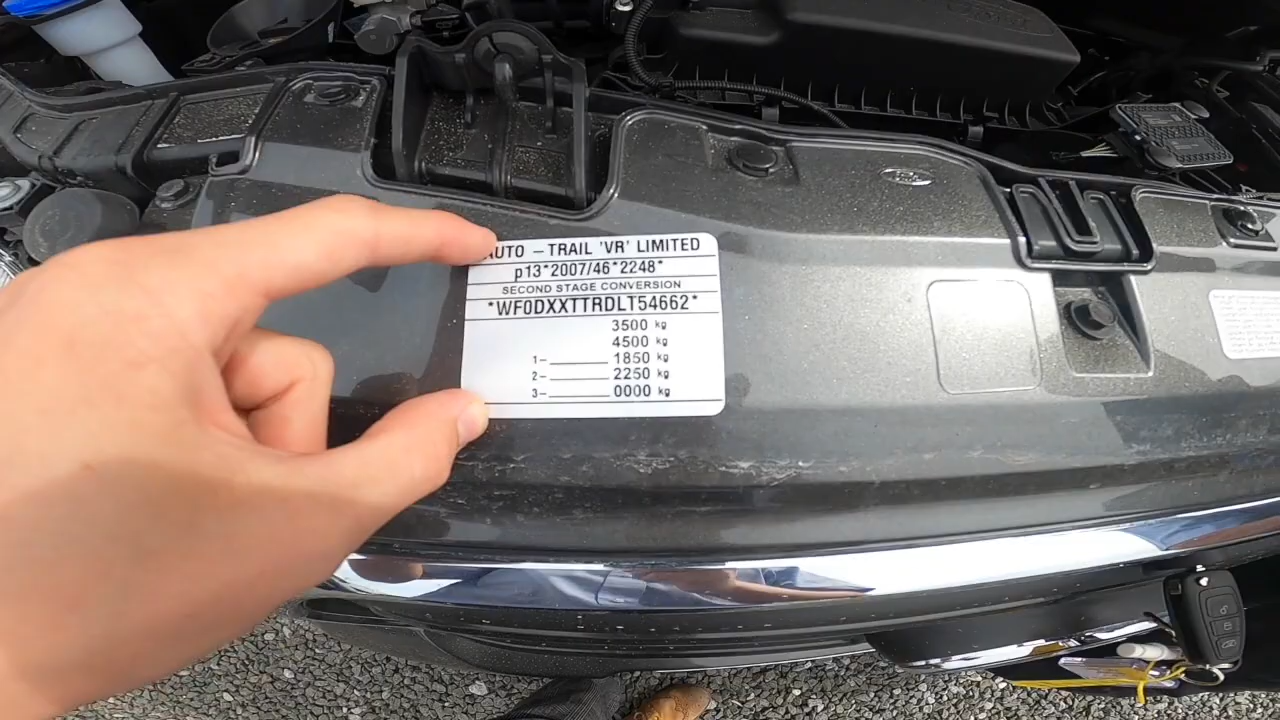 AUTO – TRAIL 'VR' LIMITED
p13*2007/46*2248*
SECOND STAGE CONVERSION
*WF0DXXTTRDLT54662*
3500 kg
4500 kg
1– 1850 kg
2– 2250 kg
3– 0000 kg
Ford